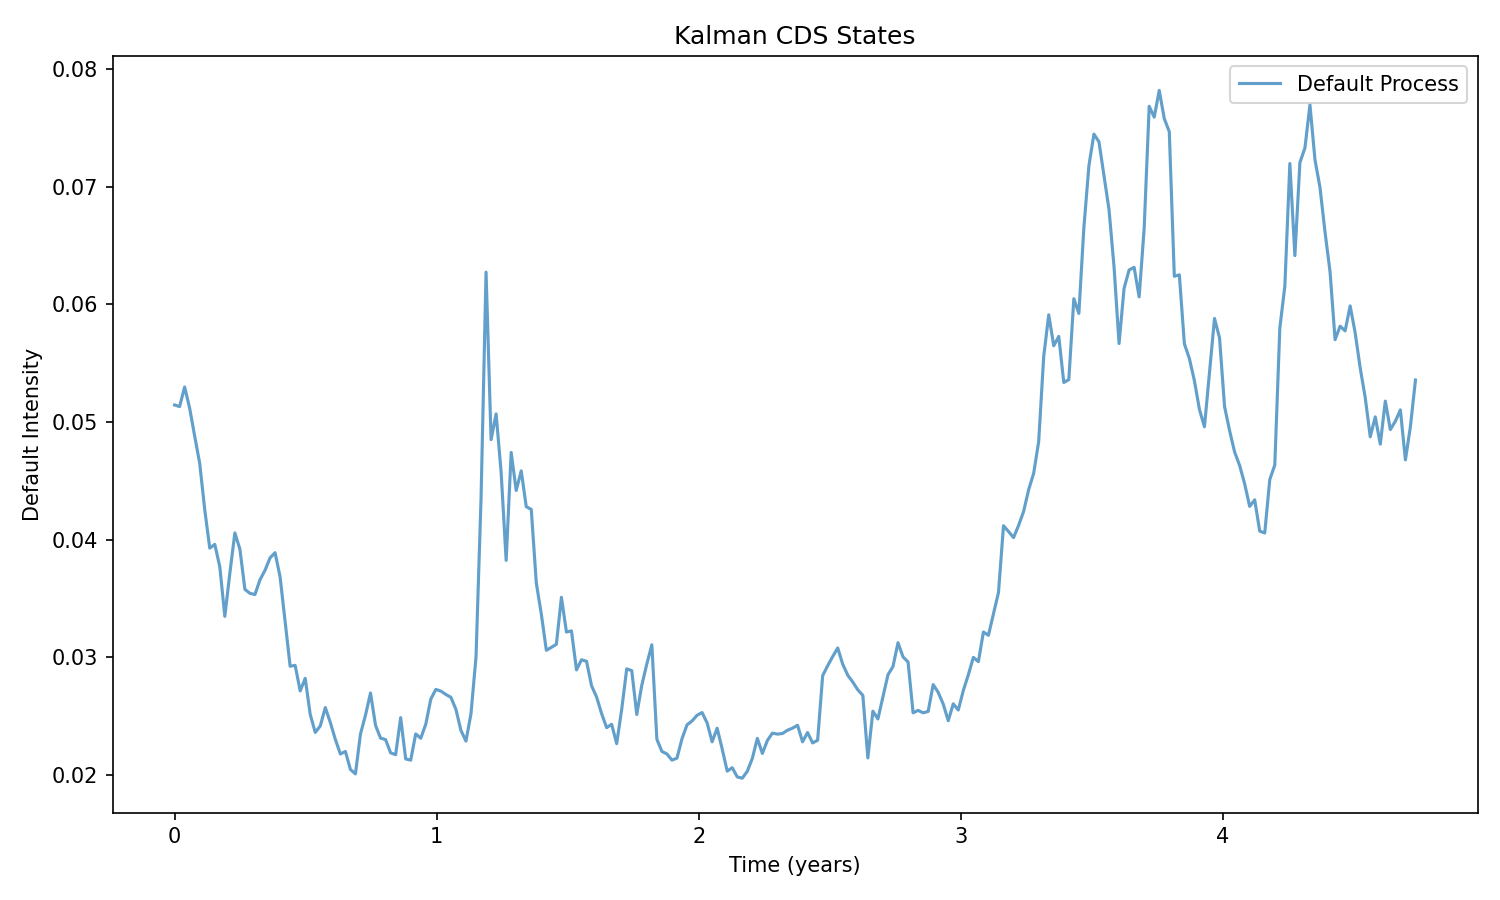 Kalman CDS States
Default Process
Default Intensity
0.08
0.07
0.06
0.05
0.04
0.03
0.02
0 1 2 3 4
Time (years)